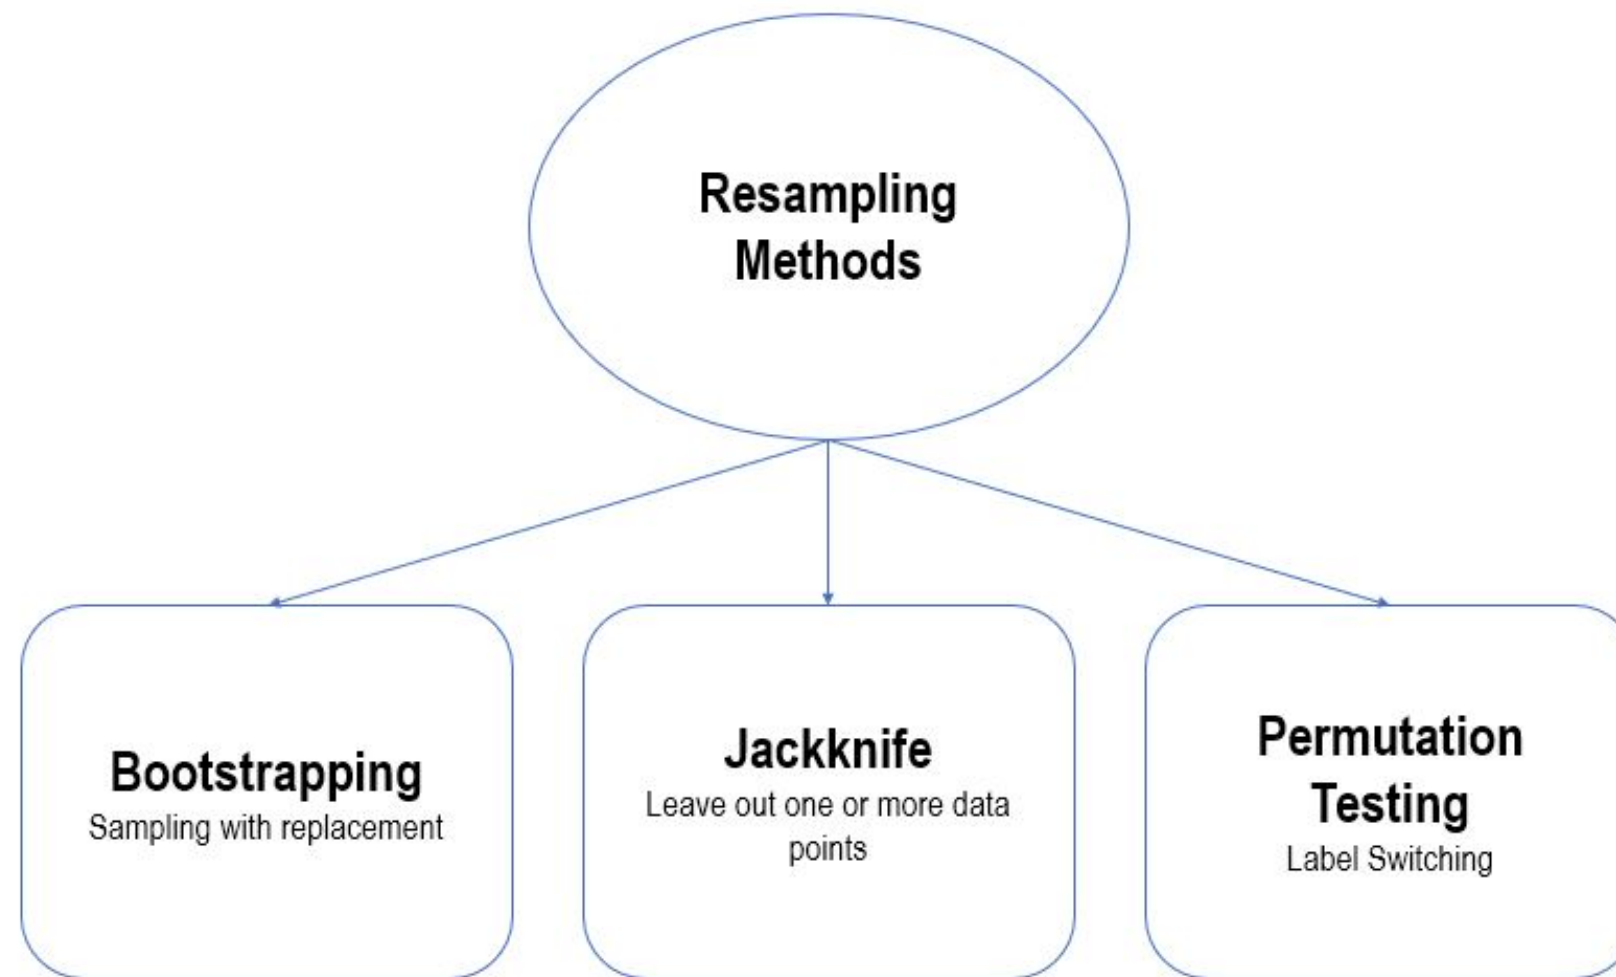 Resampling
Methods
Bootstrapping
Sampling with replacement
Jackknife
Leave out one or more data
points
Permutation
Testing
Label Switching